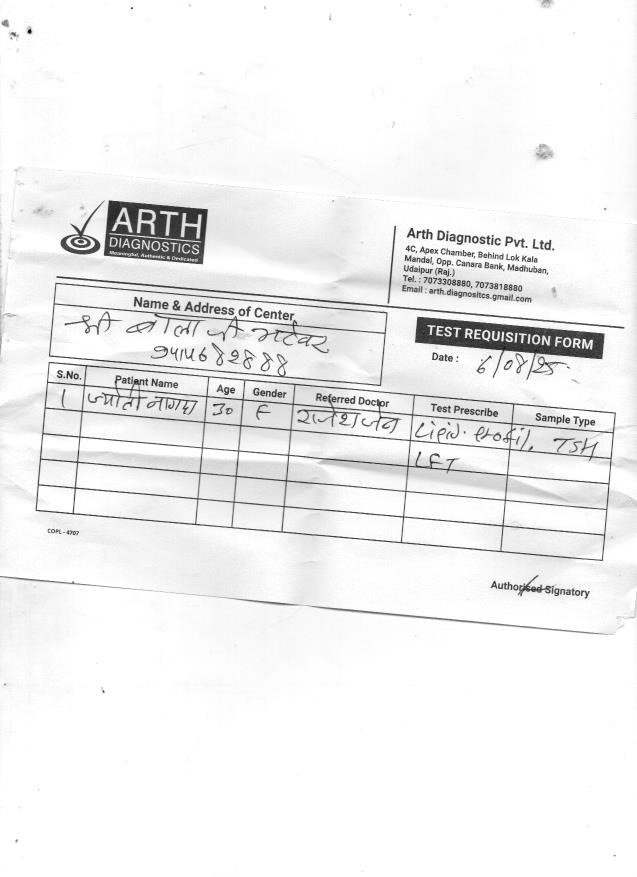 ARTH
DIAGNOSTICS
Meaningful, Authentic & Dedicated
Arth Diagnostic Pvt. Ltd.
4C, Apex Chamber, Behind Lok Kala
Mandal, Opp. Canara Bank, Madhuban,
Udaipur (Raj.)
Tel. : 7073308880, 7073818880
Email : arth.diagnositcs.gmail.com
Name & Address of Center
श्री बालाजी भटेवर
9414682888
TEST REQUISITION FORM
Date : 6/08/25
S.No. Patient Name Age Gender Referred Doctor Test Prescribe Sample Type
1 ज्योती नागदा 30 F राजेश जैन Lipid Profil, TSH
LFT
COPL - 4707
Authorised Signatory